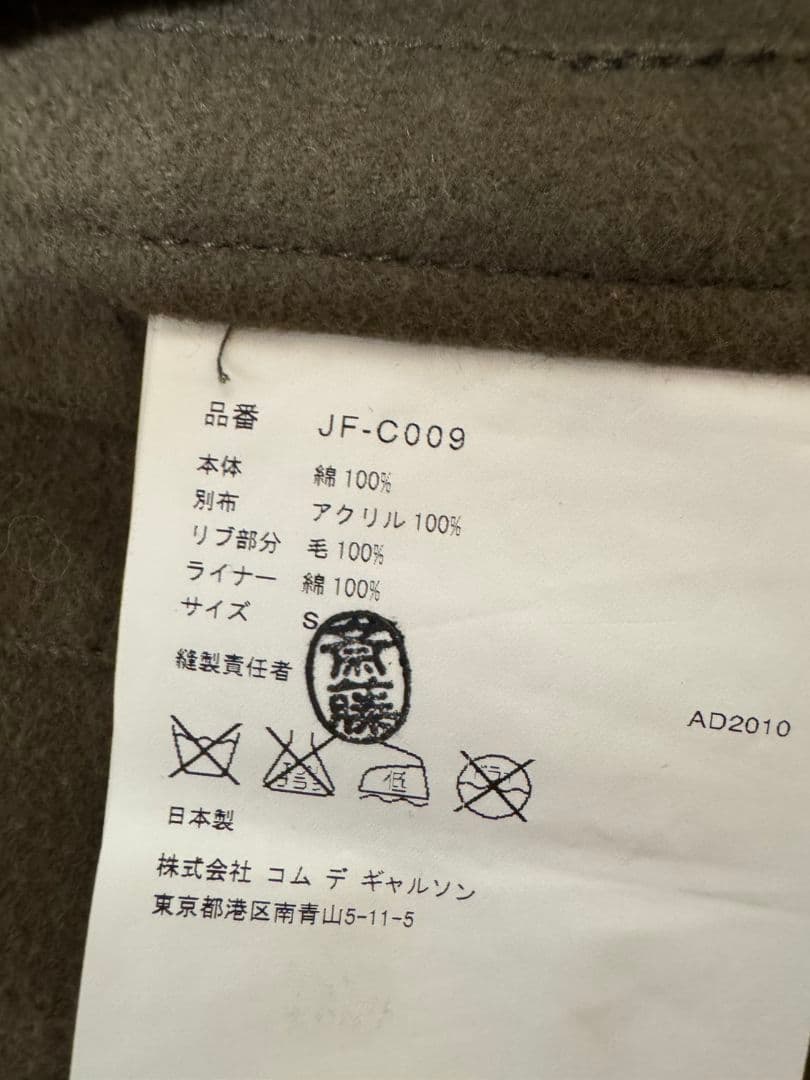 品番 JF-C009
本体 綿 100%
別布 アクリル 100%
リブ部分 毛 100%
ライナー 綿 100%
サイズ S
縫製責任者 斎藤
AD2010
低
日本製
株式会社 コム デ ギャルソン
東京都港区南青山5-11-5